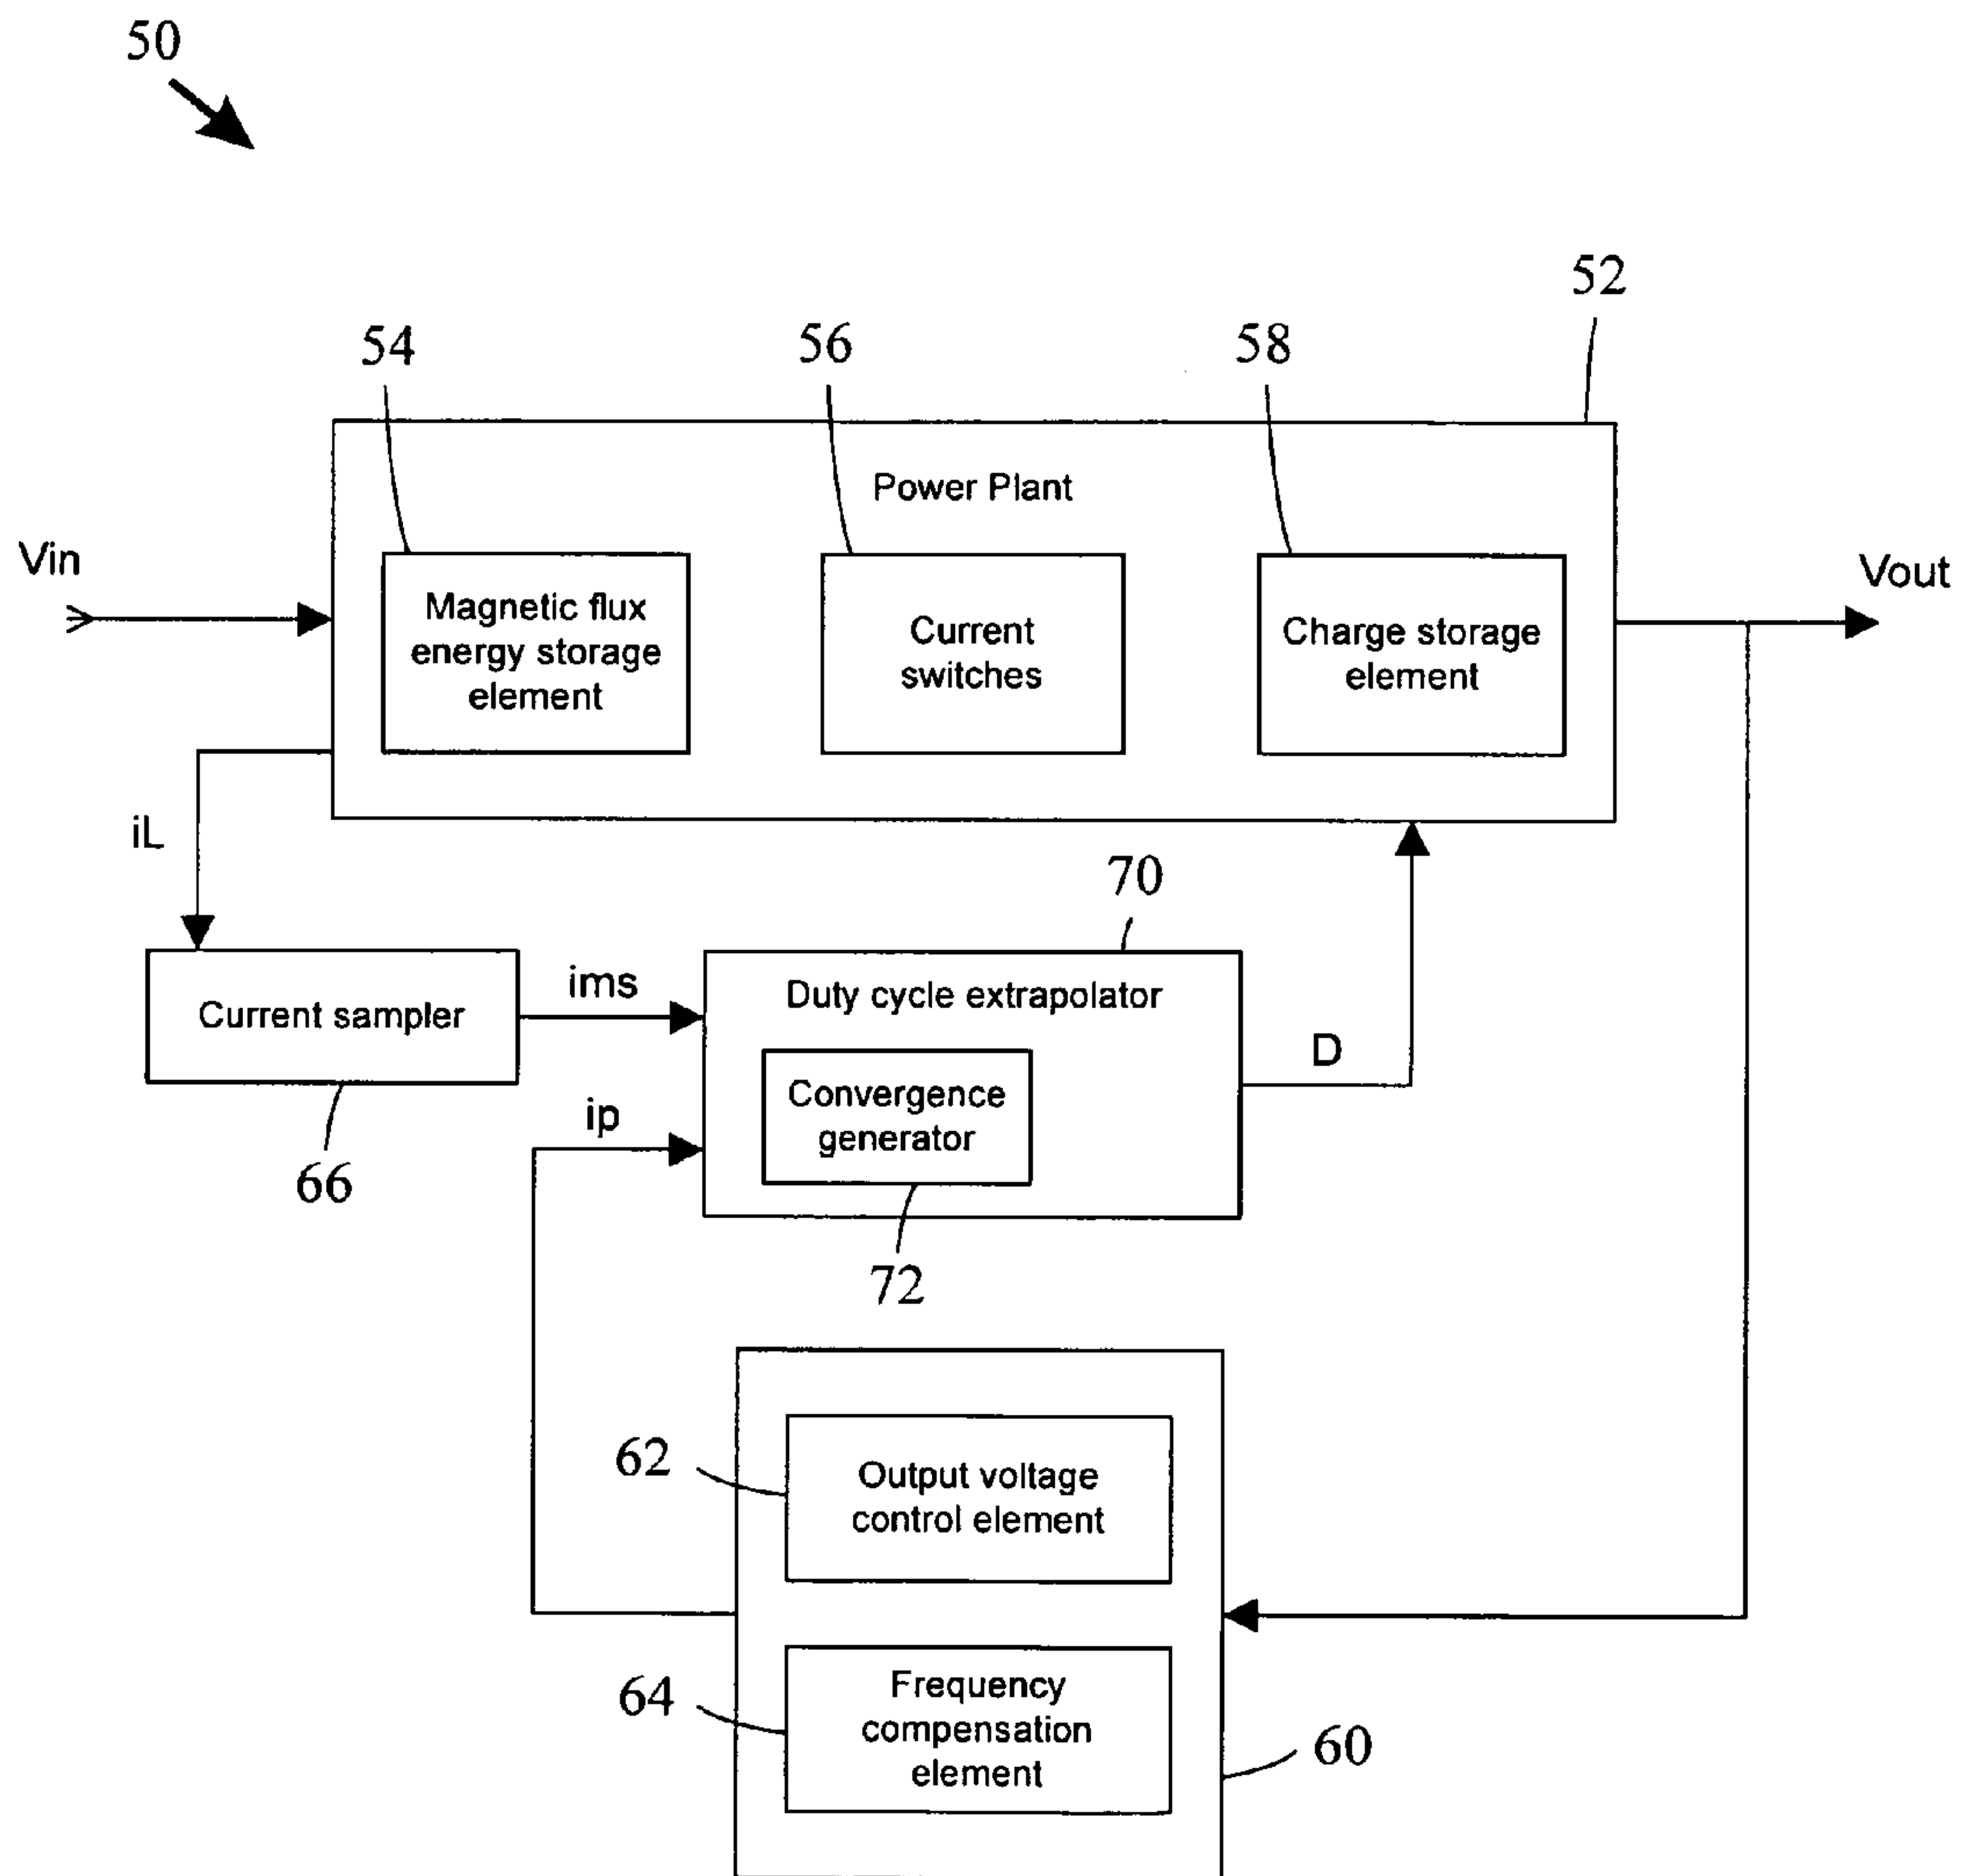 50
52
54
56
58
Power Plant
Vin
Vout
Magnetic flux
energy storage
element
Current
switches
Charge storage
element
iL
70
Current sampler
ims
Duty cycle extrapolator
D
Convergence
generator
ip
66
72
62
Output voltage
control element
64
Frequency
compensation
element
60